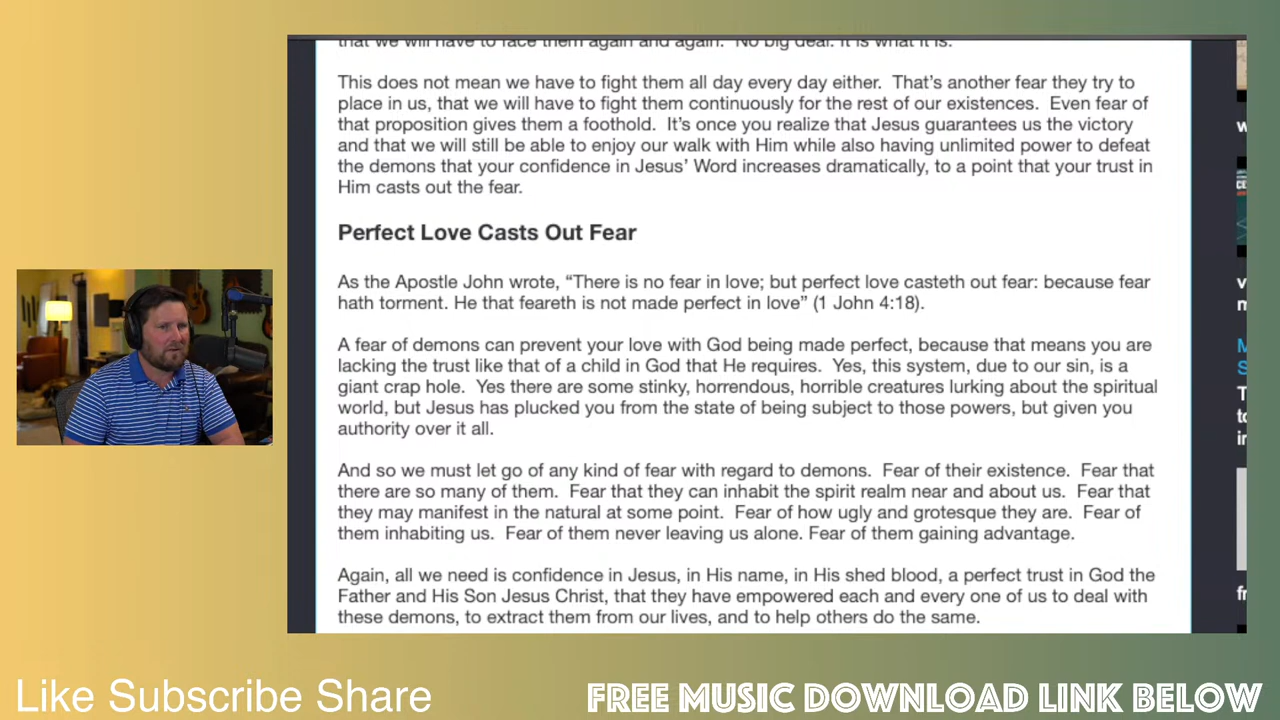 that we will have to face them again and again.  No big deal. It is what it is.
This does not mean we have to fight them all day every day either.  That's another fear they try to
place in us, that we will have to fight them continuously for the rest of our existences.  Even fear of
that proposition gives them a foothold.  It's once you realize that Jesus guarantees us the victory
and that we will still be able to enjoy our walk with Him while also having unlimited power to defeat
the demons that your confidence in Jesus' Word increases dramatically, to a point that your trust in
Him casts out the fear.
Perfect Love Casts Out Fear
As the Apostle John wrote, “There is no fear in love; but perfect love casteth out fear: because fear
hath torment. He that feareth is not made perfect in love” (1 John 4:18).
A fear of demons can prevent your love with God being made perfect, because that means you are
lacking the trust like that of a child in God that He requires.  Yes, this system, due to our sin, is a
giant crap hole.  Yes there are some stinky, horrendous, horrible creatures lurking about the spiritual
world, but Jesus has plucked you from the state of being subject to those powers, but given you
authority over it all.
And so we must let go of any kind of fear with regard to demons.  Fear of their existence.  Fear that
there are so many of them.  Fear that they can inhabit the spirit realm near and about us.  Fear that
they may manifest in the natural at some point.  Fear of how ugly and grotesque they are.  Fear of
them inhabiting us.  Fear of them never leaving us alone. Fear of them gaining advantage.
Again, all we need is confidence in Jesus, in His name, in His shed blood, a perfect trust in God the
Father and His Son Jesus Christ, that they have empowered each and every one of us to deal with
these demons, to extract them from our lives, and to help others do the same.
Like Subscribe Share
FREE MUSIC DOWNLOAD LINK BELOW